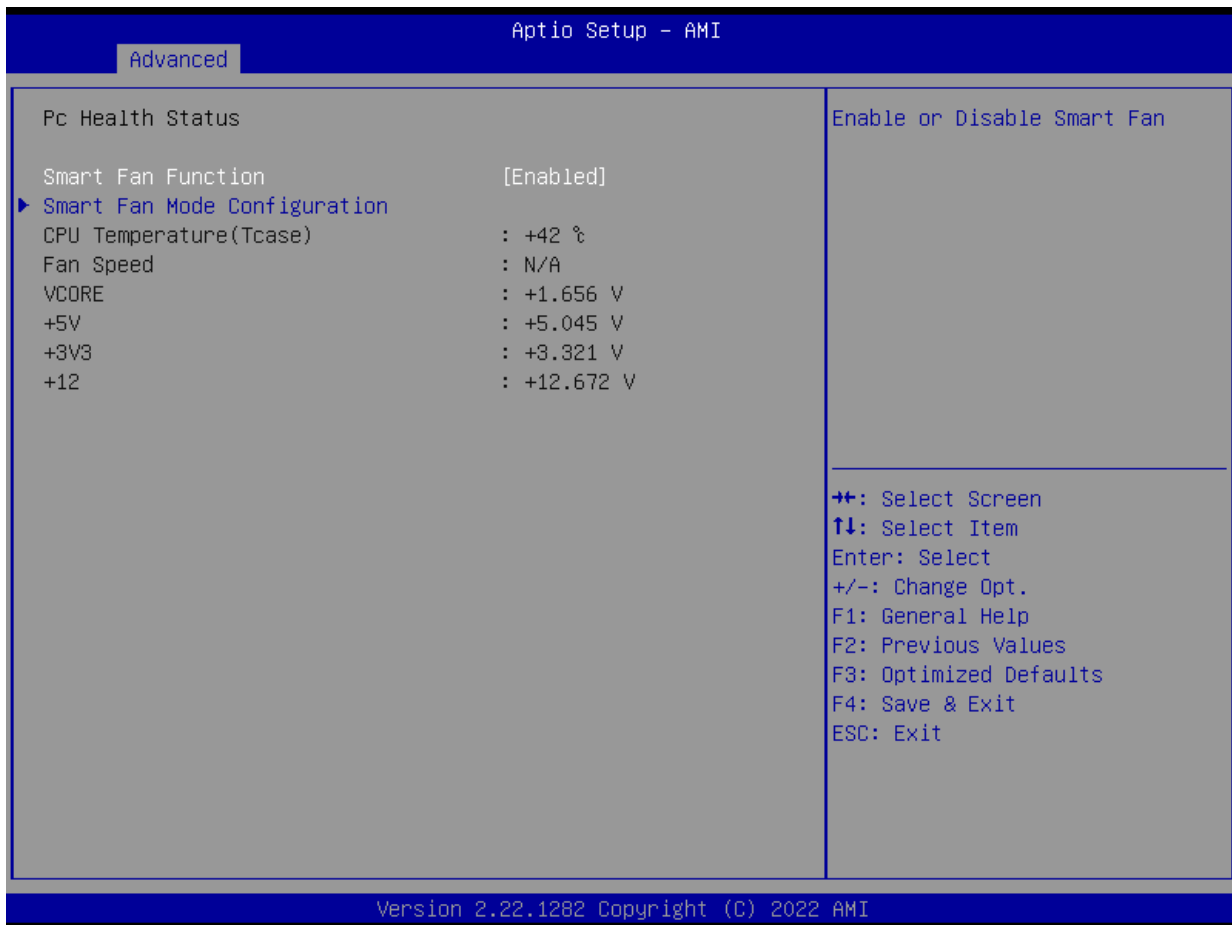 Aptio Setup – AMI
Advanced
Pc Health Status
Smart Fan Function [Enabled]
Smart Fan Mode Configuration
CPU Temperature(Tcase) : +42 ℃
Fan Speed : N/A
VCORE : +1.656 V
+5V : +5.045 V
+3V3 : +3.321 V
+12 : +12.672 V
Enable or Disable Smart Fan
→←: Select Screen
↑↓: Select Item
Enter: Select
+/-: Change Opt.
F1: General Help
F2: Previous Values
F3: Optimized Defaults
F4: Save & Exit
ESC: Exit
Version 2.22.1282 Copyright (C) 2022 AMI